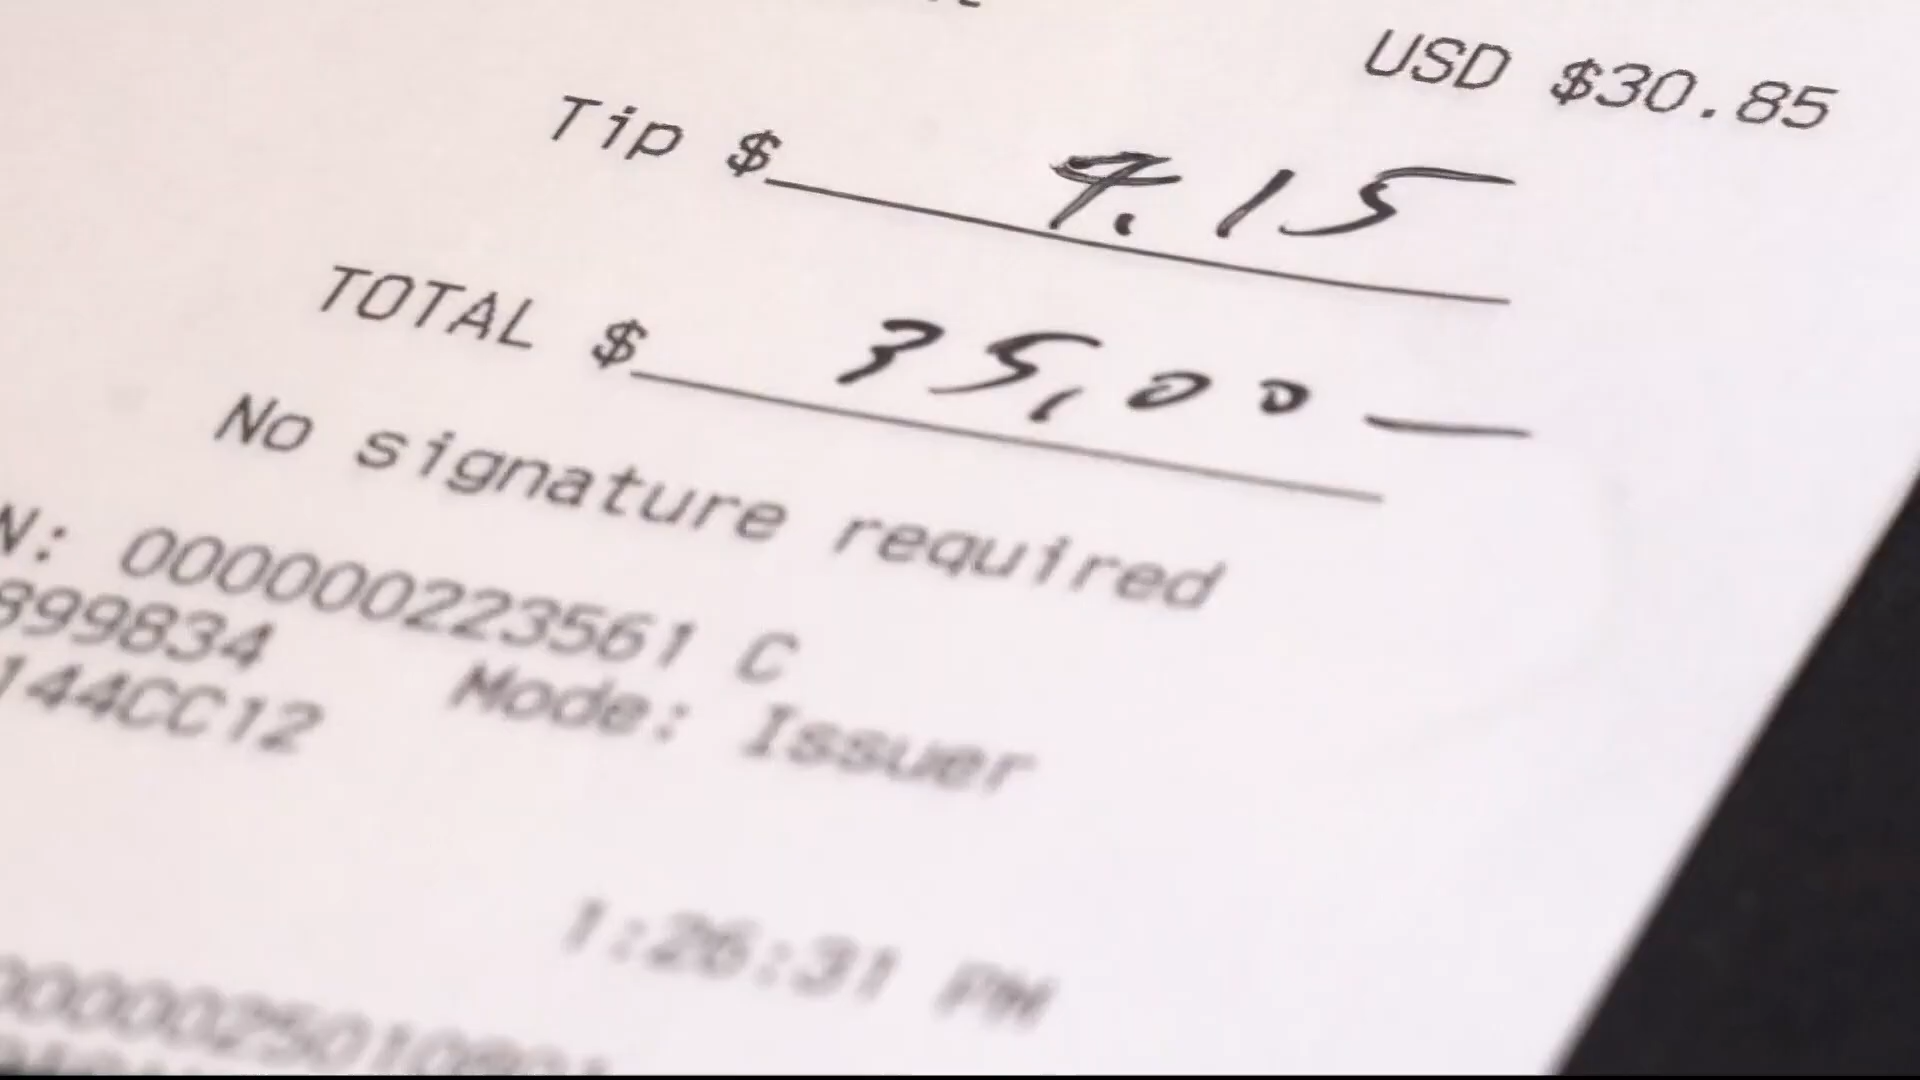 USD $30.85
Tip $ 4.15
TOTAL $ 35.00
No signature required
N: 000000223561 C
899834
144CC12 Mode: Issuer
1:26:31 PM